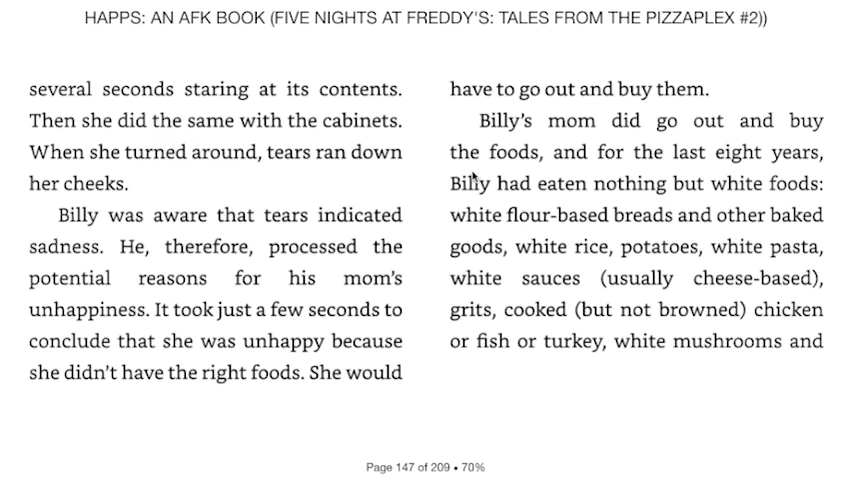 HAPPS: AN AFK BOOK (FIVE NIGHTS AT FREDDY'S: TALES FROM THE PIZZAPLEX #2))
several seconds staring at its contents.
Then she did the same with the cabinets.
When she turned around, tears ran down
her cheeks.
Billy was aware that tears indicated
sadness. He, therefore, processed the
potential reasons for his mom's
unhappiness. It took just a few seconds to
conclude that she was unhappy because
she didn't have the right foods. She would
have to go out and buy them.
Billy's mom did go out and buy
the foods, and for the last eight years,
Billy had eaten nothing but white foods:
white flour-based breads and other baked
goods, white rice, potatoes, white pasta,
white sauces (usually cheese-based),
grits, cooked (but not browned) chicken
or fish or turkey, white mushrooms and
Page 147 of 209 • 70%